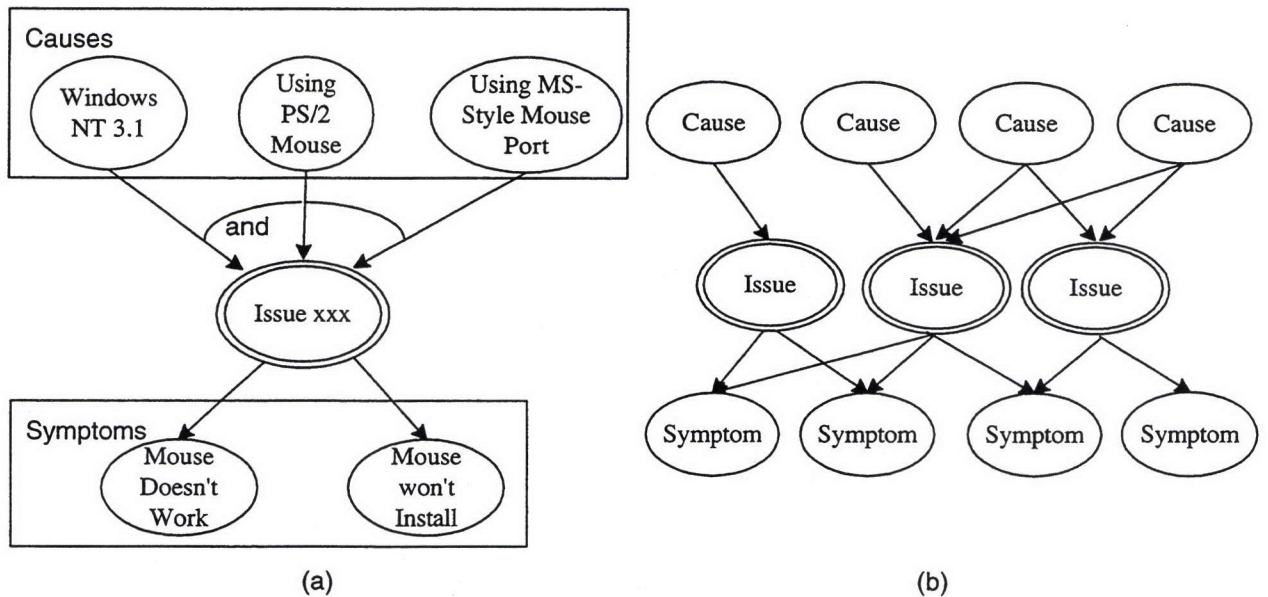 Causes
Windows
NT 3.1
Using
PS/2
Mouse
Using MS-
Style Mouse
Port
and
Issue xxx
Symptoms
Mouse
Doesn't
Work
Mouse
won't
Install
(a)
Cause
Cause
Cause
Cause
Issue
Issue
Issue
Symptom
Symptom
Symptom
Symptom
(b)